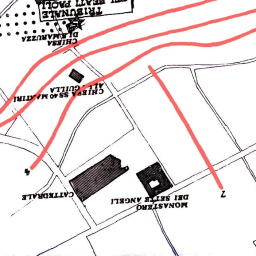 7
MONASTERO
DEI SETTE ANGELI
CATTEDRALE
CHIESA SS 40 MARTIRI
ALLA GUILLA
CHIESA
DI S.MARUZZA
TRIBUNALE
DEI BEATI PAOLI